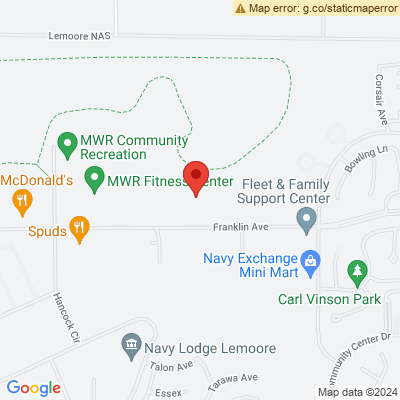 Map error: g.co/staticmaperror
Lemoore NAS
Corsair Ave
MWR Community
Recreation
Bowling Ln
McDonald's
MWR Fitness Center
Fleet & Family
Support Center
Spuds
Franklin Ave
Navy Exchange
Mini Mart
Hancock Cir
Carl Vinson Park
Navy Lodge Lemoore
Community Center Dr
Talon Ave
Tarawa Ave
Essex
Google
Map data ©2024